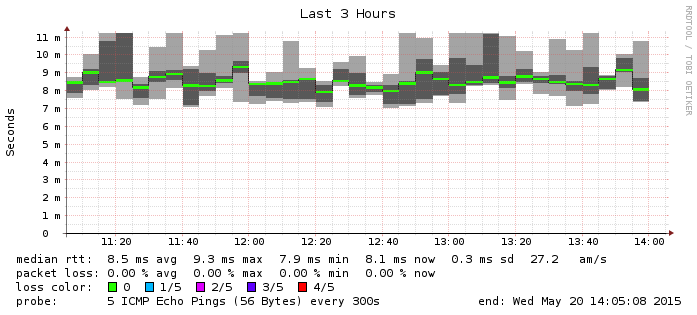 Last 3 Hours
RRDTOOL / TOBI OETIKER
Seconds
11 m
10 m
9 m
8 m
7 m
6 m
5 m
4 m
3 m
2 m
1 m
0
11:20 11:40 12:00 12:20 12:40 13:00 13:20 13:40 14:00
median rtt: 8.5 ms avg 9.3 ms max 7.9 ms min 8.1 ms now 0.3 ms sd 27.2 am/s
packet loss: 0.00 % avg 0.00 % max 0.00 % min 0.00 % now
loss color: 0 1/5 2/5 3/5 4/5
probe: 5 ICMP Echo Pings (56 Bytes) every 300s end: Wed May 20 14:05:08 2015